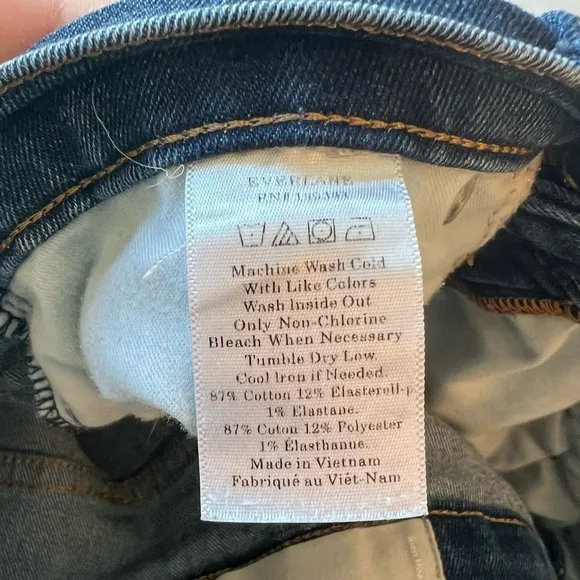 EVERLANE
Machine Wash Cold
With Like Colors
Wash Inside Out
Only Non-Chlorine
Bleach When Necessary
Tumble Dry Low.
Cool Iron if Needed.
87% Cotton 12% Elasterell-p
1% Elastane.
87% Coton 12% Polyester
1% Élasthanne.
Made in Vietnam
Fabriqué au Viêt-Nam